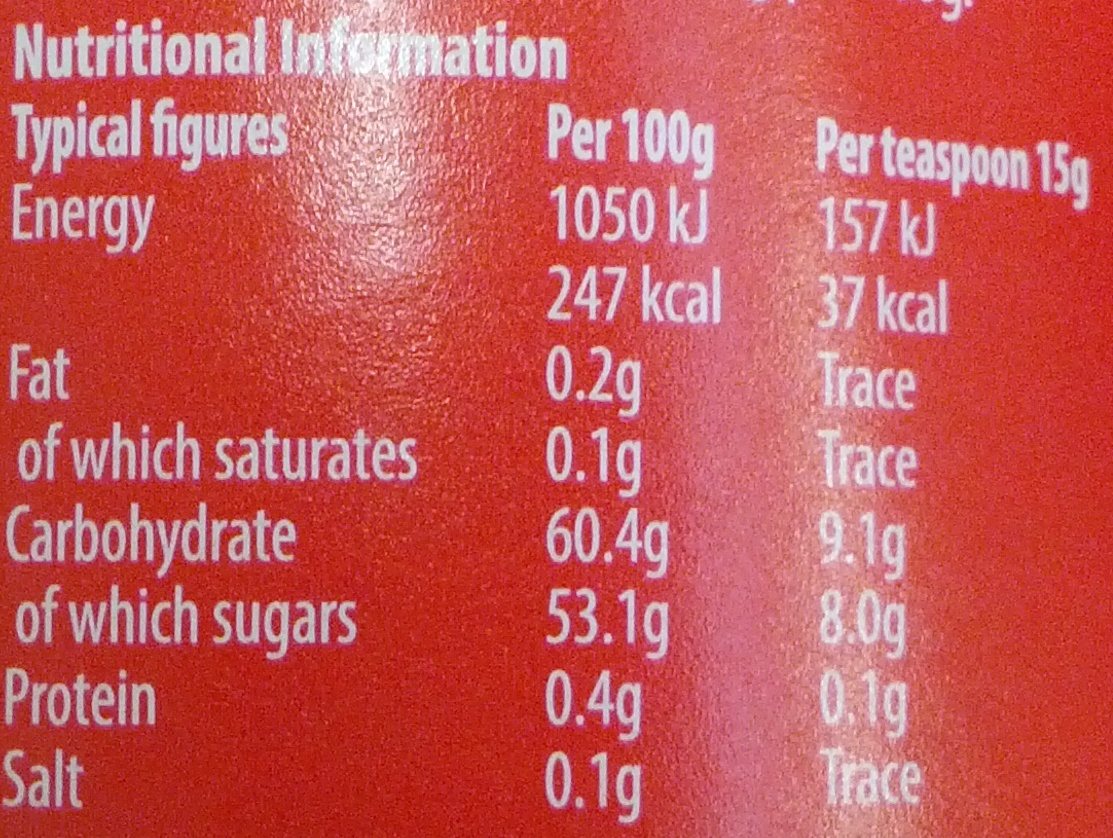 Nutritional Information
Typical figures Per 100g Per teaspoon 15g
Energy 1050 kJ 157 kJ
247 kcal 37 kcal
Fat 0.2g Trace
of which saturates 0.1g Trace
Carbohydrate 60.4g 9.1g
of which sugars 53.1g 8.0g
Protein 0.4g 0.1g
Salt 0.1g Trace